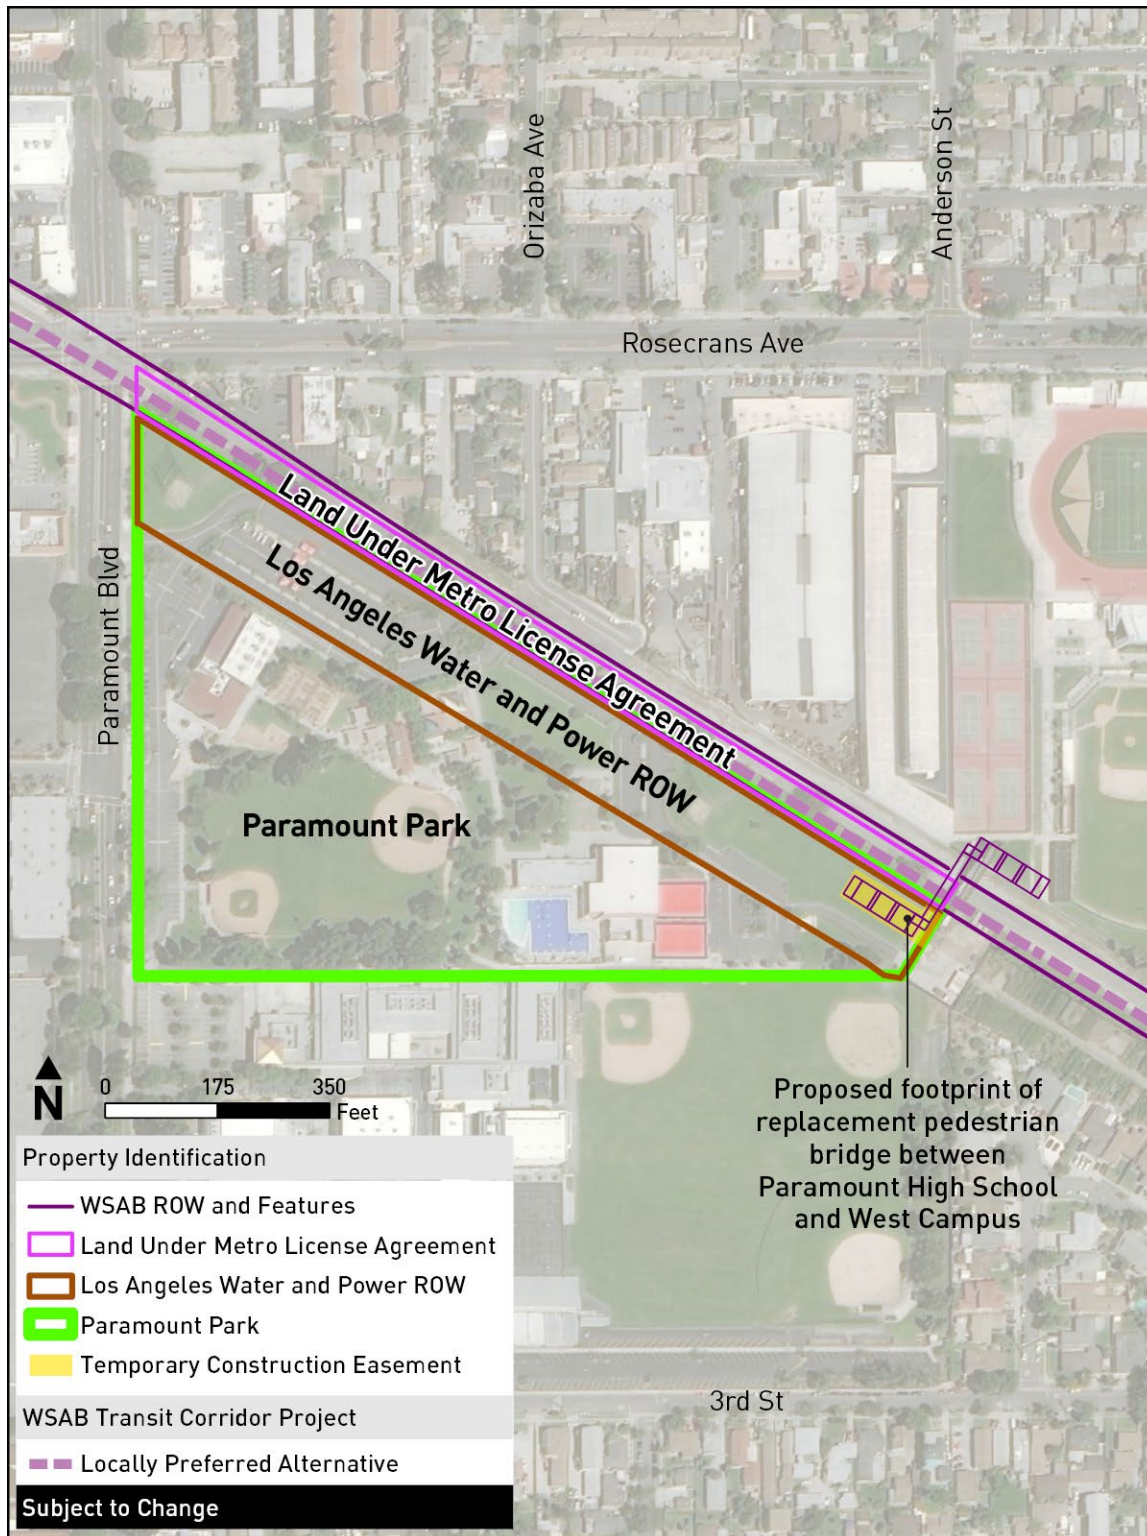 Orizaba Ave
Anderson St
Rosecrans Ave
Paramount Blvd
Land Under Metro License Agreement
Los Angeles Water and Power ROW
Paramount Park
N
0 175 350
Feet
Proposed footprint of
replacement pedestrian
bridge between
Paramount High School
and West Campus
3rd St
Property Identification
WSAB ROW and Features
Land Under Metro License Agreement
Los Angeles Water and Power ROW
Paramount Park
Temporary Construction Easement
WSAB Transit Corridor Project
Locally Preferred Alternative
Subject to Change